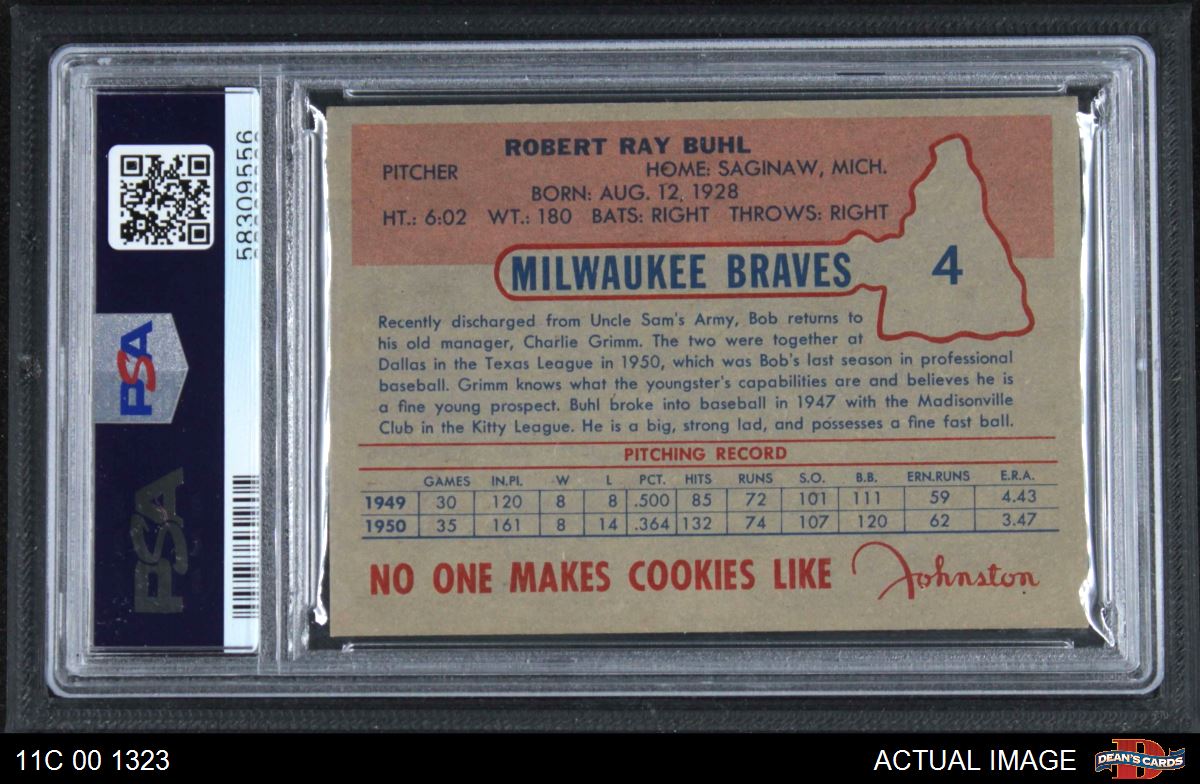 ROBERT RAY BUHL
PITCHER HOME: SAGINAW, MICH.
BORN: AUG. 12, 1928
HT.: 6:02 WT.: 180 BATS: RIGHT THROWS: RIGHT
MILWAUKEE BRAVES
4
Recently discharged from Uncle Sam's Army, Bob returns to
his old manager, Charlie Grimm. The two were together at
Dallas in the Texas League in 1950, which was Bob's last season in professional
baseball. Grimm knows what the youngster's capabilities are and believes he is
a fine young prospect. Buhl broke into baseball in 1947 with the Madisonville
Club in the Kitty League. He is a big, strong lad, and possesses a fine fast ball.
PITCHING RECORD
GAMES IN.PI. W L PCT. HITS RUNS S.O. B.B. ERN.RUNS E.R.A.
1949 30 120 8 8 .500 85 72 101 111 59 4.43
1950 35 161 8 14 .364 132 74 107 120 62 3.47
NO ONE MAKES COOKIES LIKE Johnston
58309556
PSA
PSA
11C 00 1323
ACTUAL IMAGE
D
DEAN'S CARDS